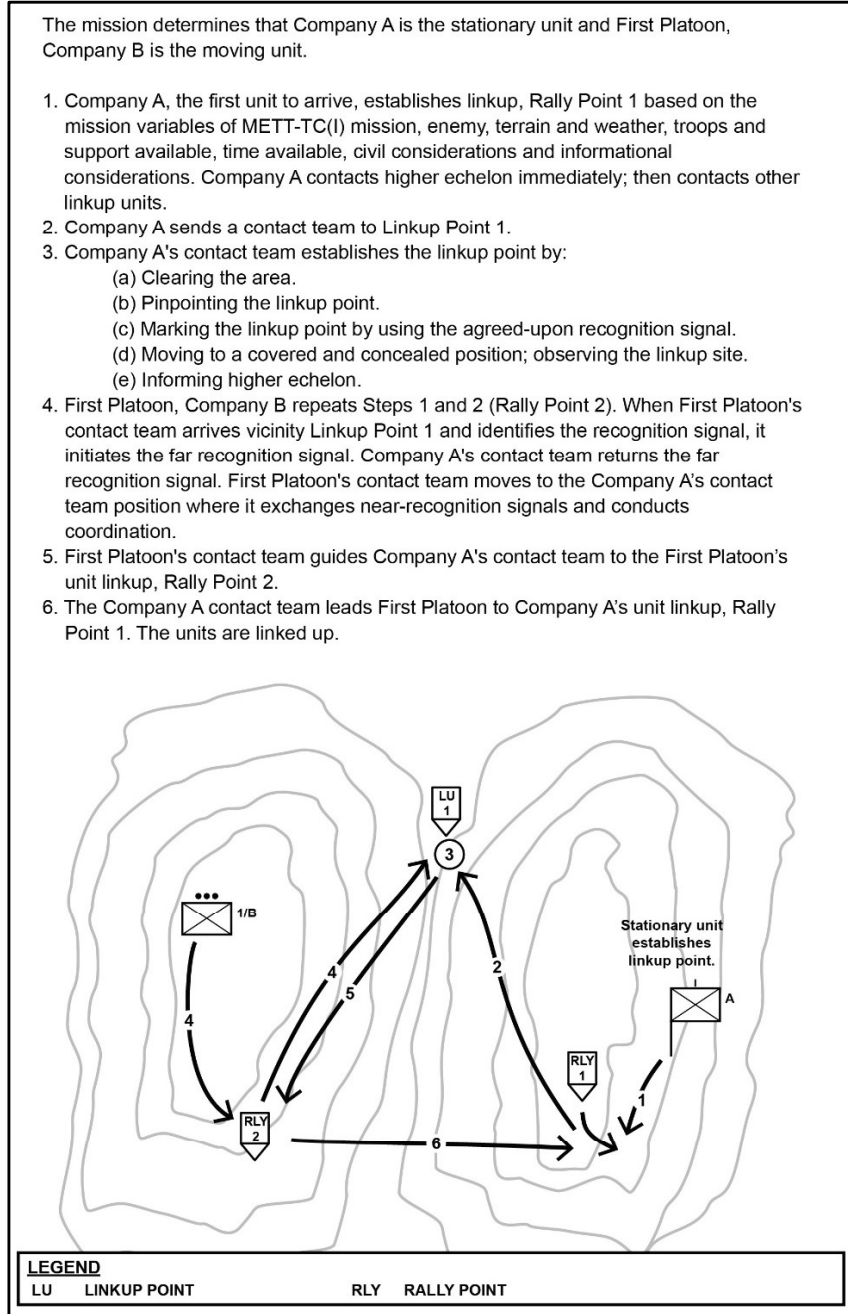 The mission determines that Company A is the stationary unit and First Platoon,
Company B is the moving unit.
1. Company A, the first unit to arrive, establishes linkup, Rally Point 1 based on the
mission variables of METT-TC(I) mission, enemy, terrain and weather, troops and
support available, time available, civil considerations and informational
considerations. Company A contacts higher echelon immediately; then contacts other
linkup units.
2. Company A sends a contact team to Linkup Point 1.
3. Company A's contact team establishes the linkup point by:
(a) Clearing the area.
(b) Pinpointing the linkup point.
(c) Marking the linkup point by using the agreed-upon recognition signal.
(d) Moving to a covered and concealed position; observing the linkup site.
(e) Informing higher echelon.
4. First Platoon, Company B repeats Steps 1 and 2 (Rally Point 2). When First Platoon's
contact team arrives vicinity Linkup Point 1 and identifies the recognition signal, it
initiates the far recognition signal. Company A's contact team returns the far
recognition signal. First Platoon's contact team moves to the Company A’s contact
team position where it exchanges near-recognition signals and conducts
coordination.
5. First Platoon's contact team guides Company A's contact team to the First Platoon’s
unit linkup, Rally Point 2.
6. The Company A contact team leads First Platoon to Company A’s unit linkup, Rally
Point 1. The units are linked up.
LU
1
3
1/B
Stationary unit
establishes
linkup point.
4
2
5
A
4
RLY
1
1
RLY
2
6
LEGEND
LU LINKUP POINT RLY RALLY POINT